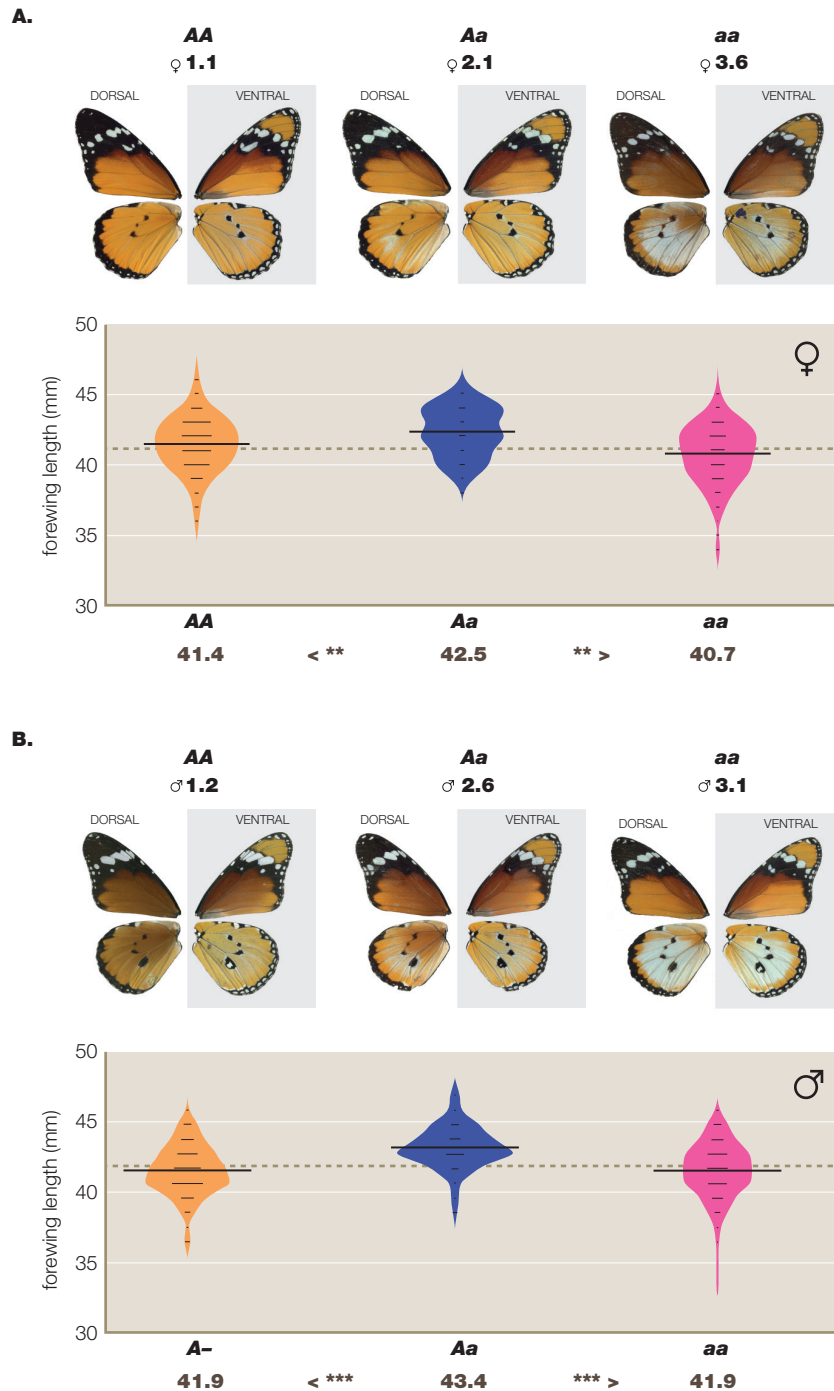 A.
AA Aa aa
♀ 1.1 ♀ 2.1 ♀ 3.6
DORSAL VENTRAL DORSAL VENTRAL DORSAL VENTRAL
50
♀
45
40
35
30
forewing length (mm)
AA Aa aa
41.4 < ** 42.5 ** > 40.7
B.
AA Aa aa
♂ 1.2 ♂ 2.6 ♂ 3.1
DORSAL VENTRAL DORSAL VENTRAL DORSAL VENTRAL
50
♂
45
40
35
30
forewing length (mm)
A– Aa aa
41.9 < *** 43.4 *** > 41.9